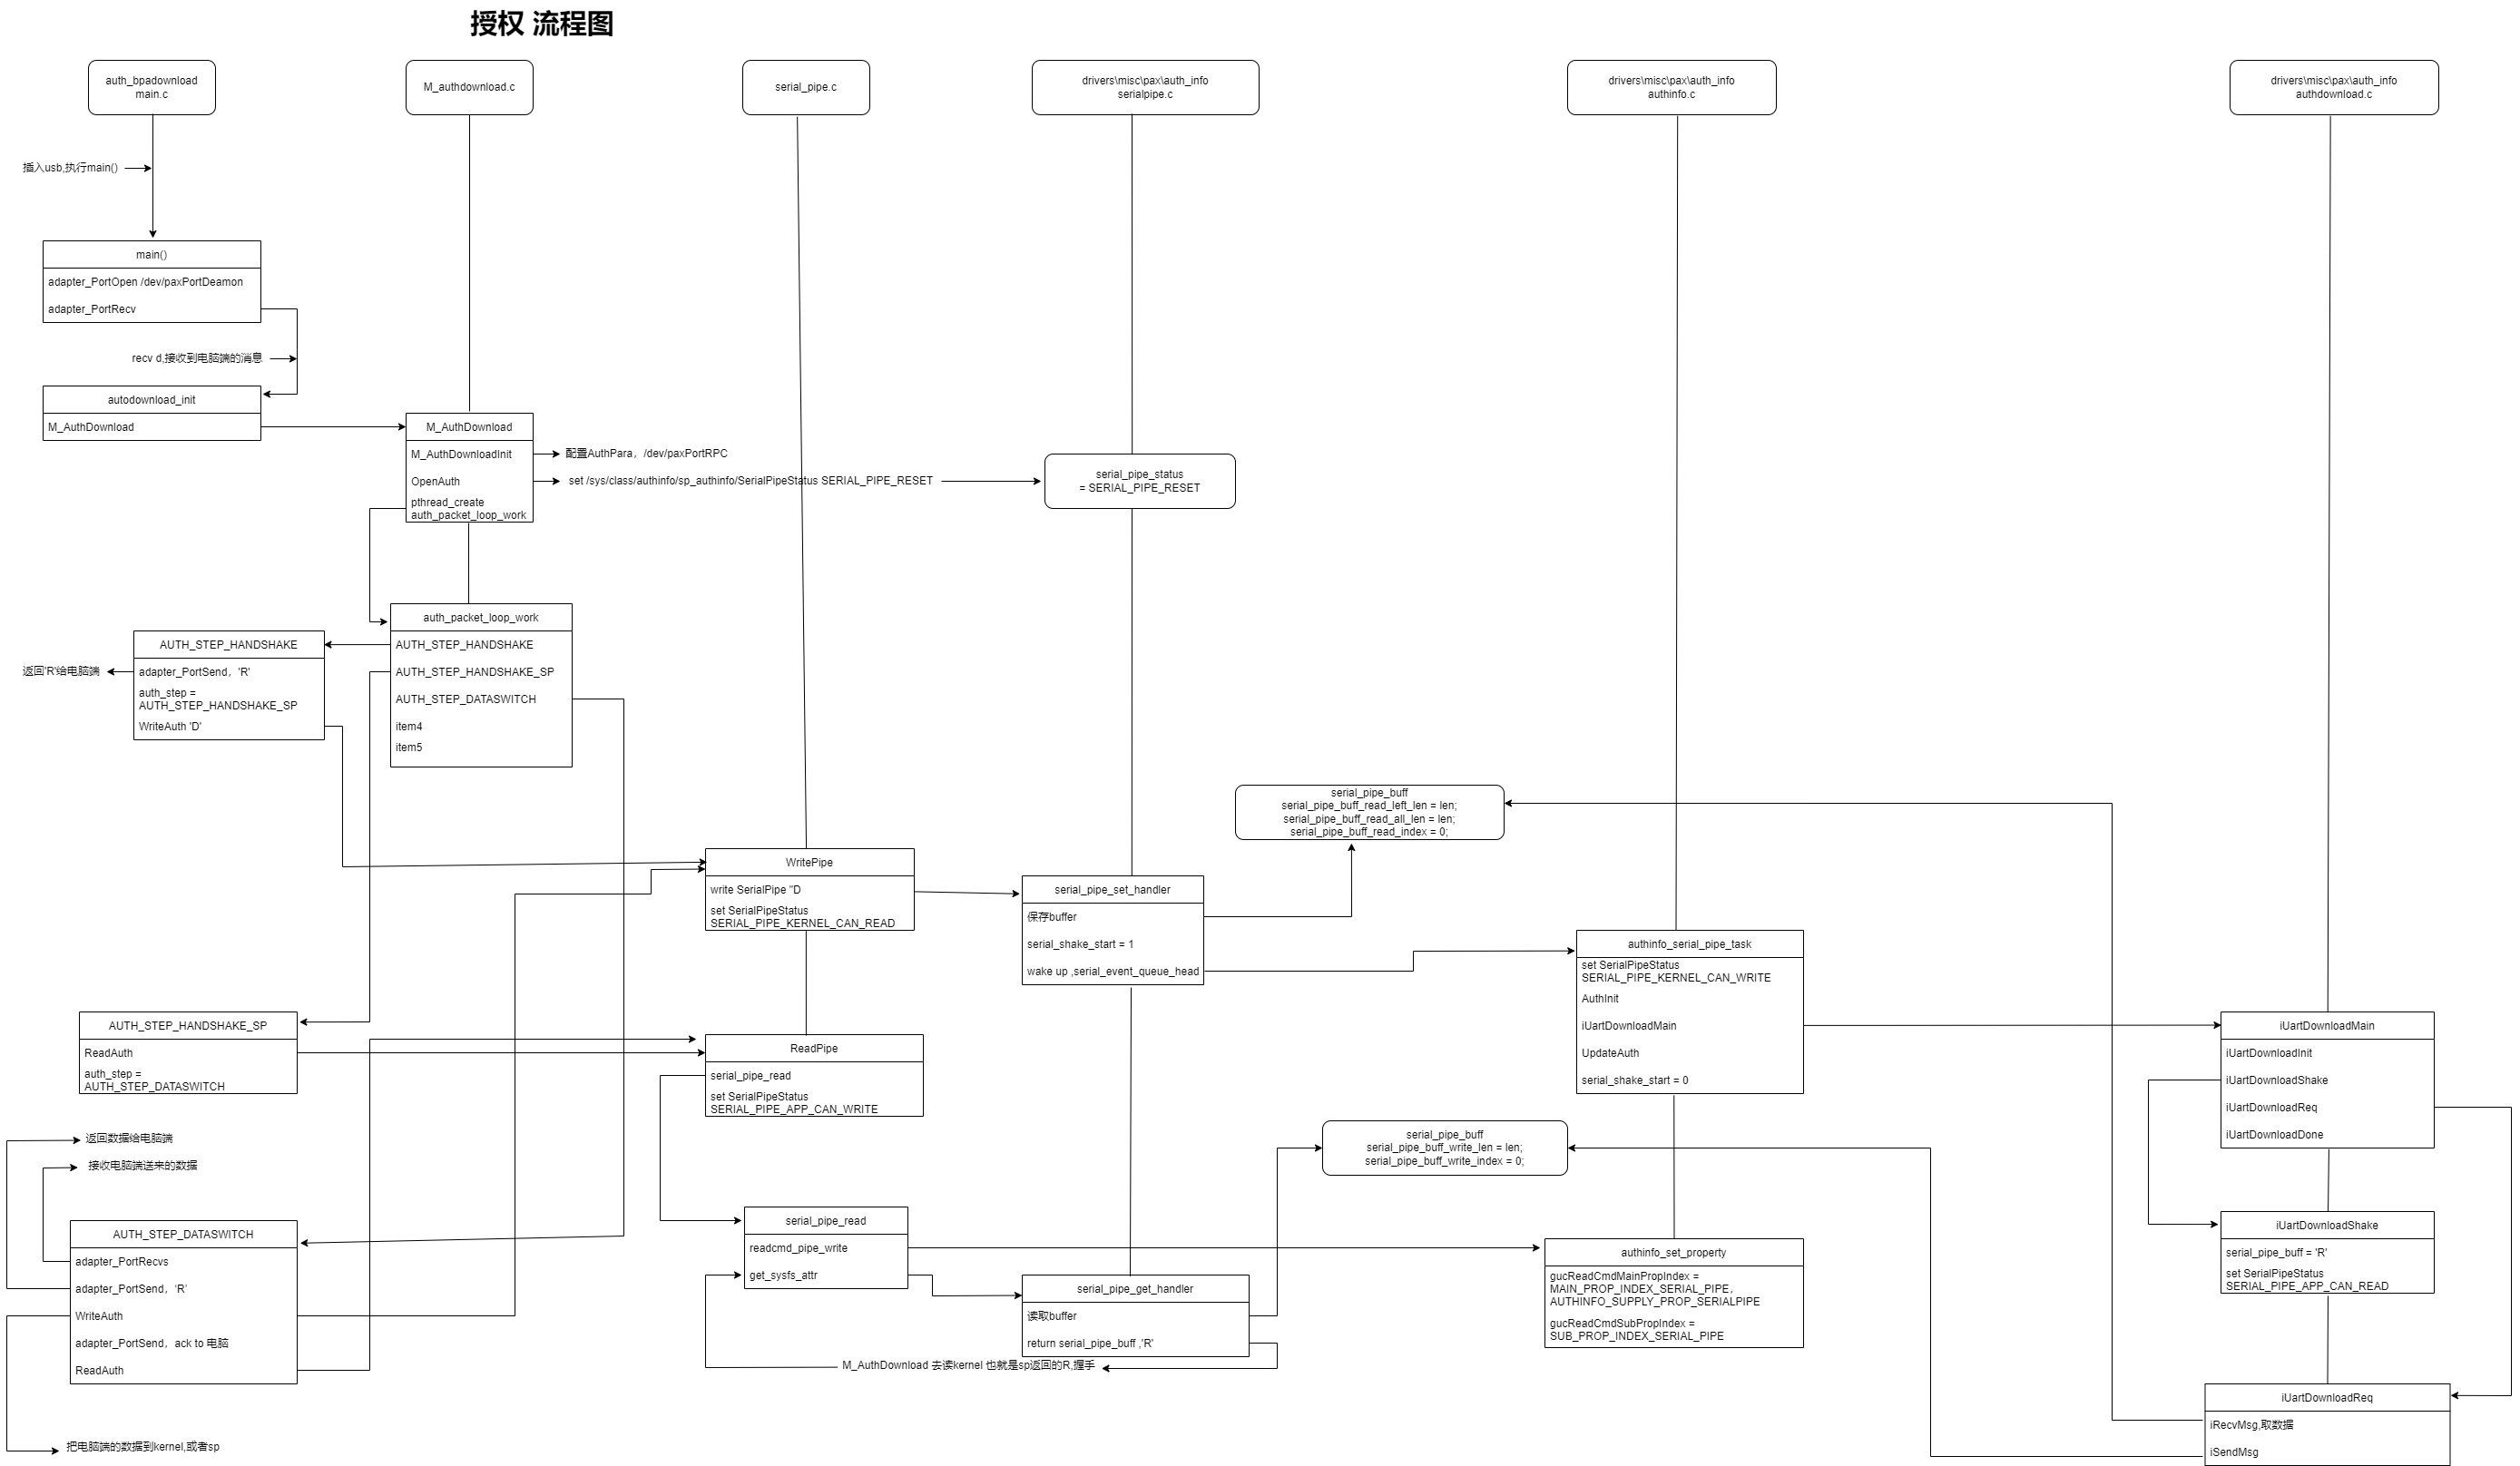 授权 流程图
auth_bpadownload
main.c
M_authdownload.c
serial_pipe.c
drivers\misc\pax\auth_info
serialpipe.c
drivers\misc\pax\auth_info
authinfo.c
drivers\misc\pax\auth_info
authdownload.c
插入usb,执行main()
main()
adapter_PortOpen /dev/paxPortDeamon
adapter_PortRecv
recv d,接收到电脑端的消息
autodownload_init
M_AuthDownload
M_AuthDownload
M_AuthDownloadInit
OpenAuth
pthread_create
auth_packet_loop_work
配置AuthPara，/dev/paxPortRPC
set /sys/class/authinfo/sp_authinfo/SerialPipeStatus SERIAL_PIPE_RESET
serial_pipe_status
= SERIAL_PIPE_RESET
auth_packet_loop_work
AUTH_STEP_HANDSHAKE
AUTH_STEP_HANDSHAKE_SP
AUTH_STEP_DATASWITCH
item4
item5
AUTH_STEP_HANDSHAKE
adapter_PortSend，'R'
auth_step =
AUTH_STEP_HANDSHAKE_SP
WriteAuth 'D'
返回'R'给电脑端
serial_pipe_buff
serial_pipe_buff_read_left_len = len;
serial_pipe_buff_read_all_len = len;
serial_pipe_buff_read_index = 0;
WritePipe
write SerialPipe ''D
set SerialPipeStatus
SERIAL_PIPE_KERNEL_CAN_READ
serial_pipe_set_handler
保存buffer
serial_shake_start = 1
wake up ,serial_event_queue_head
authinfo_serial_pipe_task
set SerialPipeStatus
SERIAL_PIPE_KERNEL_CAN_WRITE
AuthInit
iUartDownloadMain
UpdateAuth
serial_shake_start = 0
AUTH_STEP_HANDSHAKE_SP
ReadAuth
auth_step =
AUTH_STEP_DATASWITCH
ReadPipe
serial_pipe_read
set SerialPipeStatus
SERIAL_PIPE_APP_CAN_WRITE
iUartDownloadMain
iUartDownloadInit
iUartDownloadShake
iUartDownloadReq
iUartDownloadDone
返回数据给电脑端
接收电脑端送来的数据
serial_pipe_buff
serial_pipe_buff_write_len = len;
serial_pipe_buff_write_index = 0;
AUTH_STEP_DATASWITCH
adapter_PortRecvs
adapter_PortSend，‘R’
WriteAuth
adapter_PortSend，ack to 电脑
ReadAuth
serial_pipe_read
readcmd_pipe_write
get_sysfs_attr
serial_pipe_get_handler
读取buffer
return serial_pipe_buff ,'R'
M_AuthDownload 去读kernel 也就是sp返回的R,握手
authinfo_set_property
gucReadCmdMainPropIndex =
MAIN_PROP_INDEX_SERIAL_PIPE，
AUTHINFO_SUPPLY_PROP_SERIALPIPE
gucReadCmdSubPropIndex =
SUB_PROP_INDEX_SERIAL_PIPE
iUartDownloadShake
serial_pipe_buff = 'R'
set SerialPipeStatus
SERIAL_PIPE_APP_CAN_READ
iUartDownloadReq
iRecvMsg,取数据
iSendMsg
把电脑端的数据到kernel,或者sp